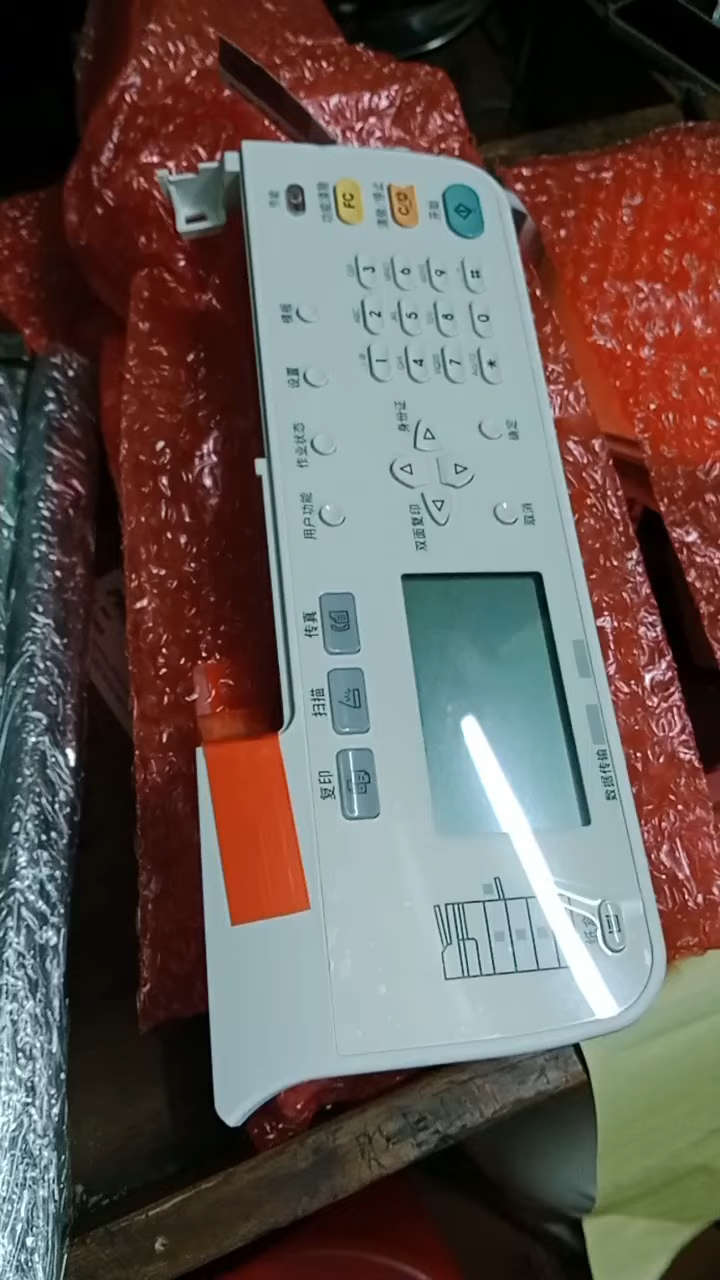 节能
功能清除
FC
清除/停止
C/Q
开始
模板
设置
作业状态
用户功能
1
2
3
4
5
6
7
8
9
*
0
#
身份证
双面复印
确定
取消
传真
扫描
复印
数据传输